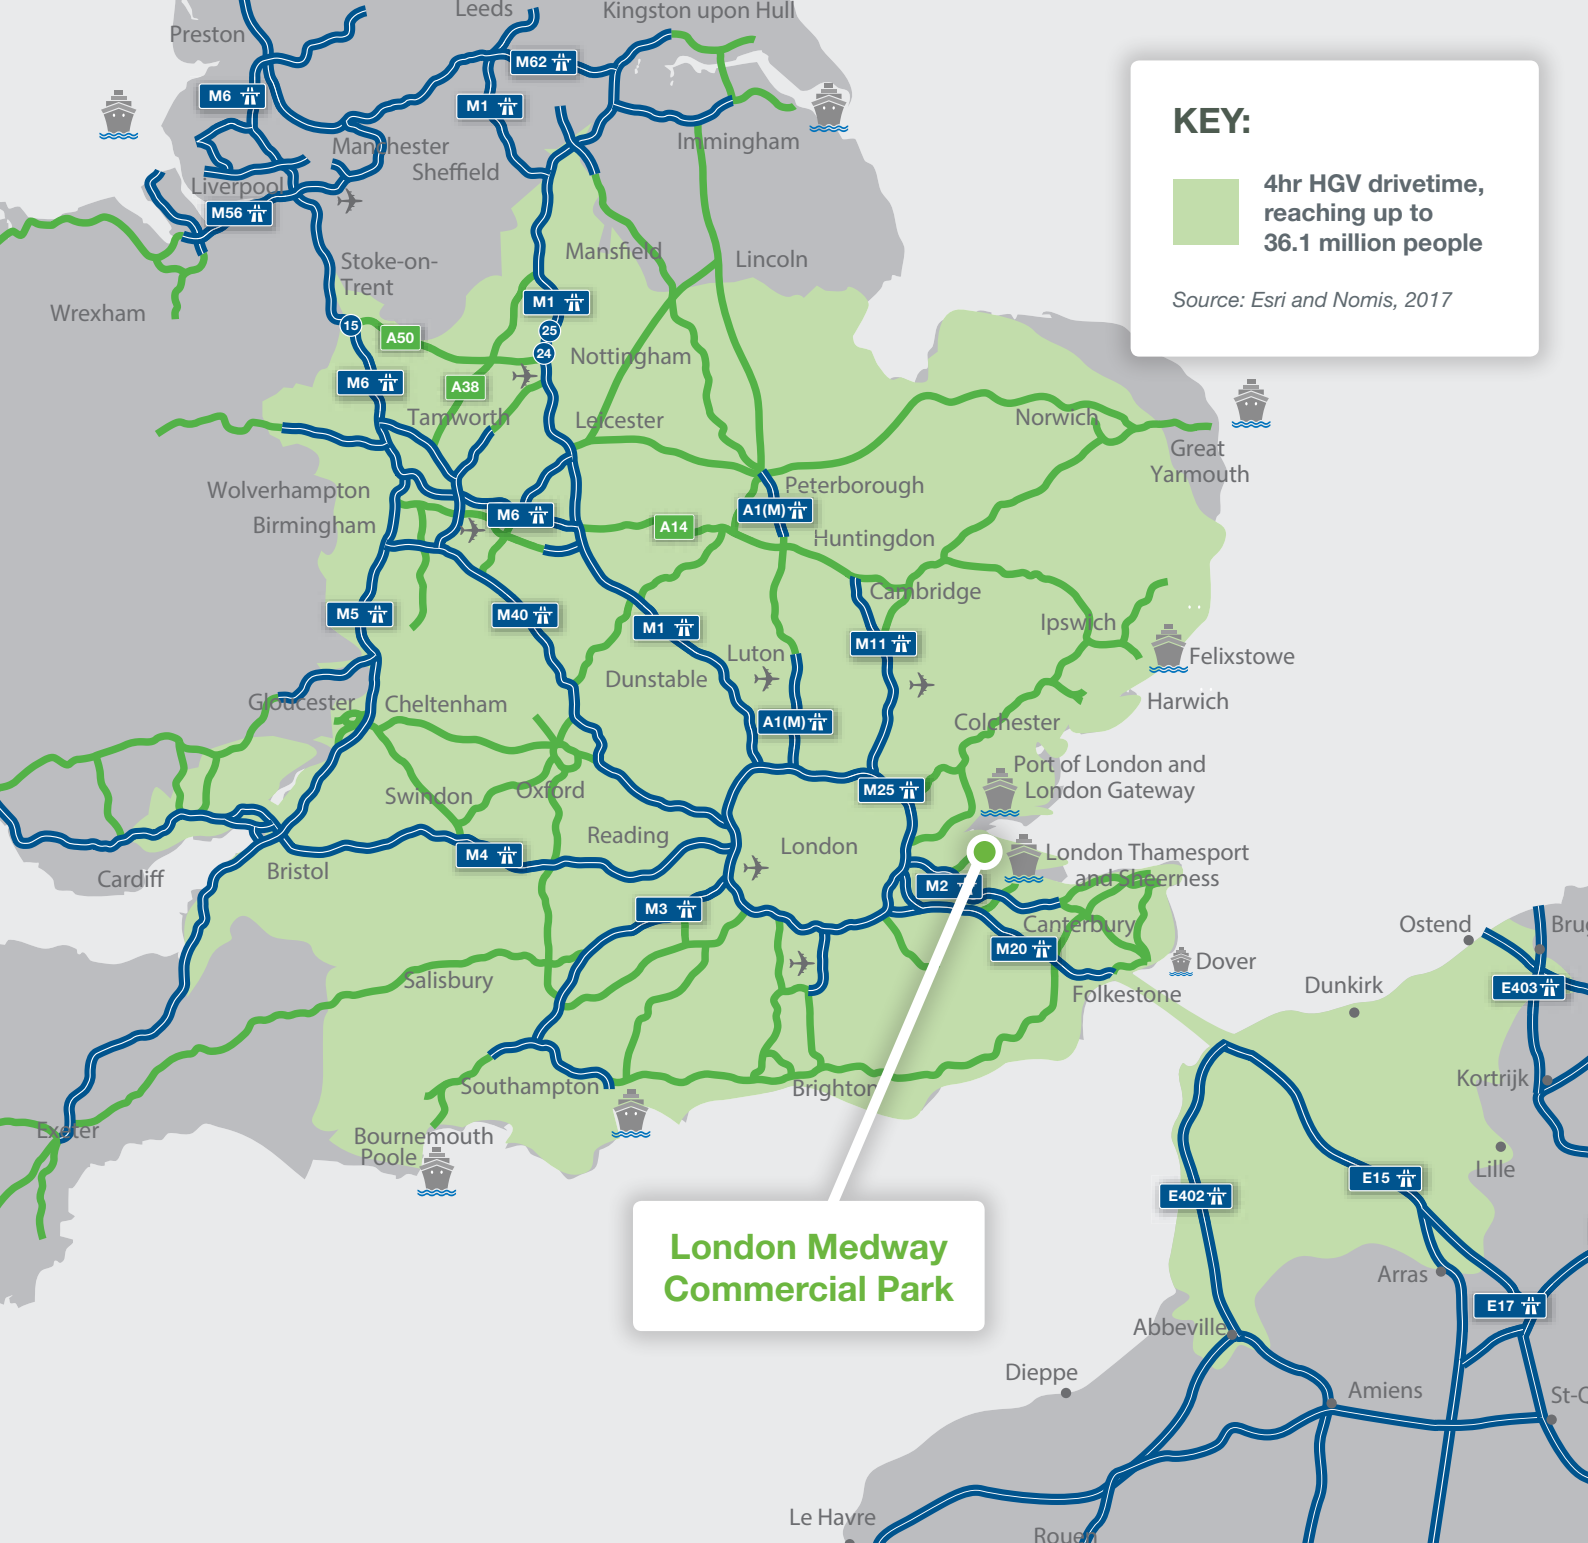 Leeds
Kingston upon Hull
Preston
M62
M6
M1
Immingham
Manchester
Sheffield
Liverpool
M56
KEY:
4hr HGV drivetime,
reaching up to
36.1 million people
Source: Esri and Nomis, 2017
Mansfield
Lincoln
Stoke-on-
Trent
Wrexham
M1
15
25
A50
24
Nottingham
M6
A38
Tamworth
Leicester
Norwich
Great
Yarmouth
Wolverhampton
Peterborough
A1(M)
M6
Birmingham
A14
Huntingdon
Cambridge
M5
M40
M1
Ipswich
M11
Luton
Felixstowe
Dunstable
Gloucester
Cheltenham
Harwich
A1(M)
Colchester
Port of London and
London Gateway
Swindon
Oxford
M25
Reading
London
M4
London Thamesport
and Sheerness
Cardiff
Bristol
M2
M3
Canterbury
Ostend
Brug
M20
Dover
Salisbury
Folkestone
Dunkirk
E403
Southampton
Brighton
Kortrijk
Exeter
Bournemouth
Poole
Lille
E15
E402
London Medway
Commercial Park
Arras
E17
Abbeville
Dieppe
Amiens
St-Q
Le Havre
Rouen